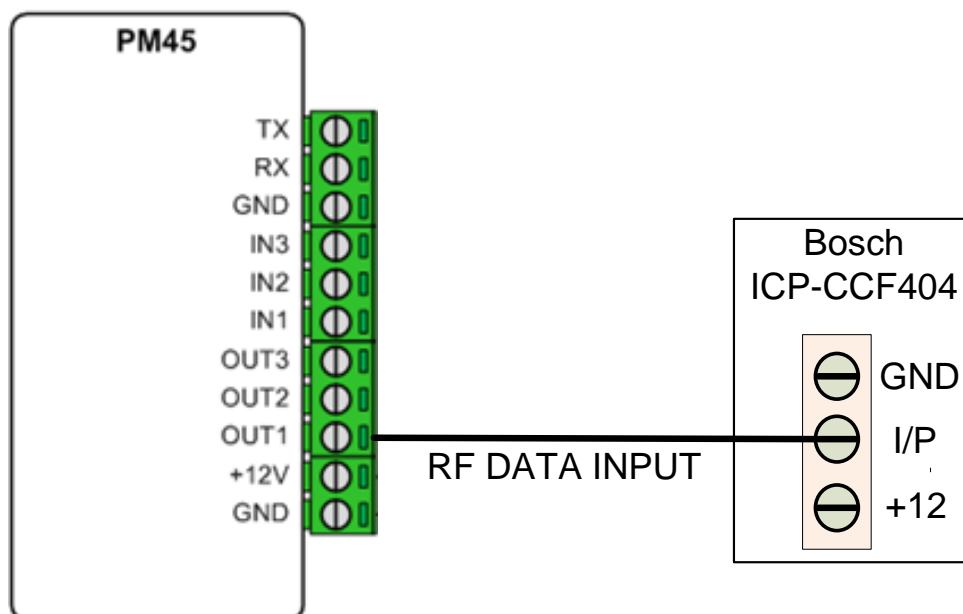 PM45
TX
RX
GND
IN3
IN2
IN1
OUT3
OUT2
OUT1
+12V
GND
RF DATA INPUT
Bosch
ICP-CCF404
GND
I/P
+12